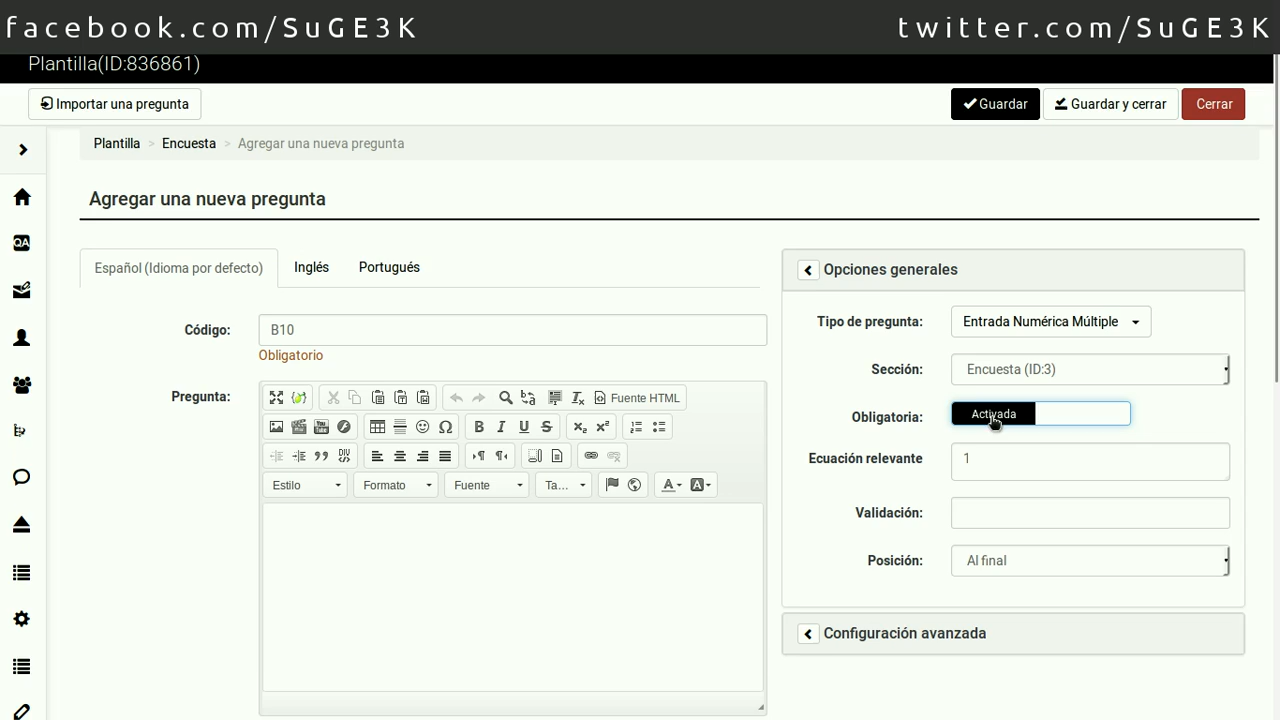 facebook.com/SuGE3K
twitter.com/SuGE3K
Plantilla(ID:836861)
Importar una pregunta
Guardar
Guardar y cerrar
Cerrar
Plantilla > Encuesta > Agregar una nueva pregunta
Agregar una nueva pregunta
Español (Idioma por defecto)
Inglés
Portugués
Código:
B10
Obligatorio
Pregunta:
Fuente HTML
Estilo
Formato
Fuente
Ta...
Opciones generales
Tipo de pregunta:
Entrada Numérica Múltiple
Sección:
Encuesta (ID:3)
Obligatoria:
Activada
Ecuación relevante
1
Validación:
Posición:
Al final
Configuración avanzada